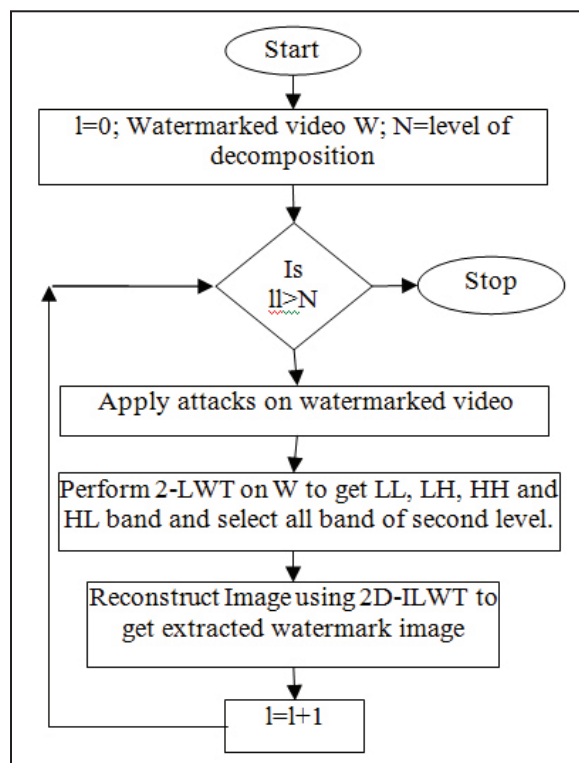 Start
l=0; Watermarked video W; N=level of
decomposition
Is
ll>N
Stop
Apply attacks on watermarked video
Perform 2-LWT on W to get LL, LH, HH and
HL band and select all band of second level.
Reconstruct Image using 2D-ILWT to
get extracted watermark image
l=l+1